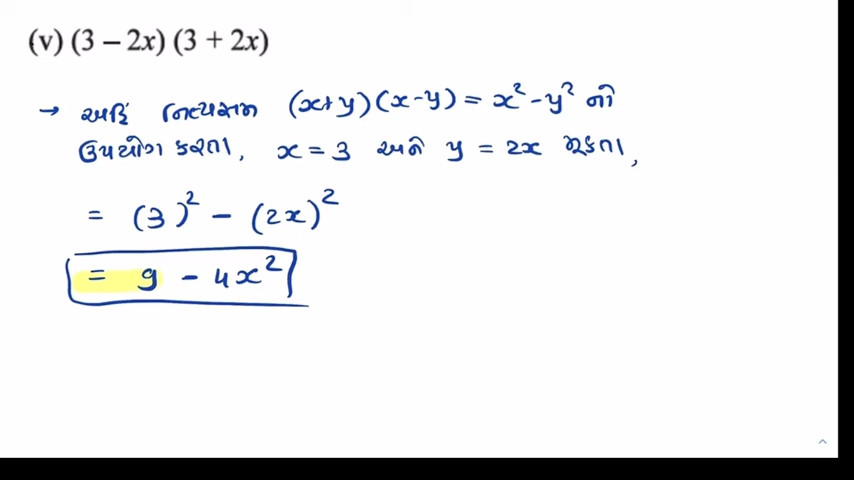 (v) (3 – 2x) (3 + 2x)
→ અહિં નિત્યસમ (x+y)(x-y) = x² - y² નો
ઉપયોગ કરતા, x = 3 અને y = 2x મૂકતા,
= (3)² - (2x)²
= 9 - 4x²